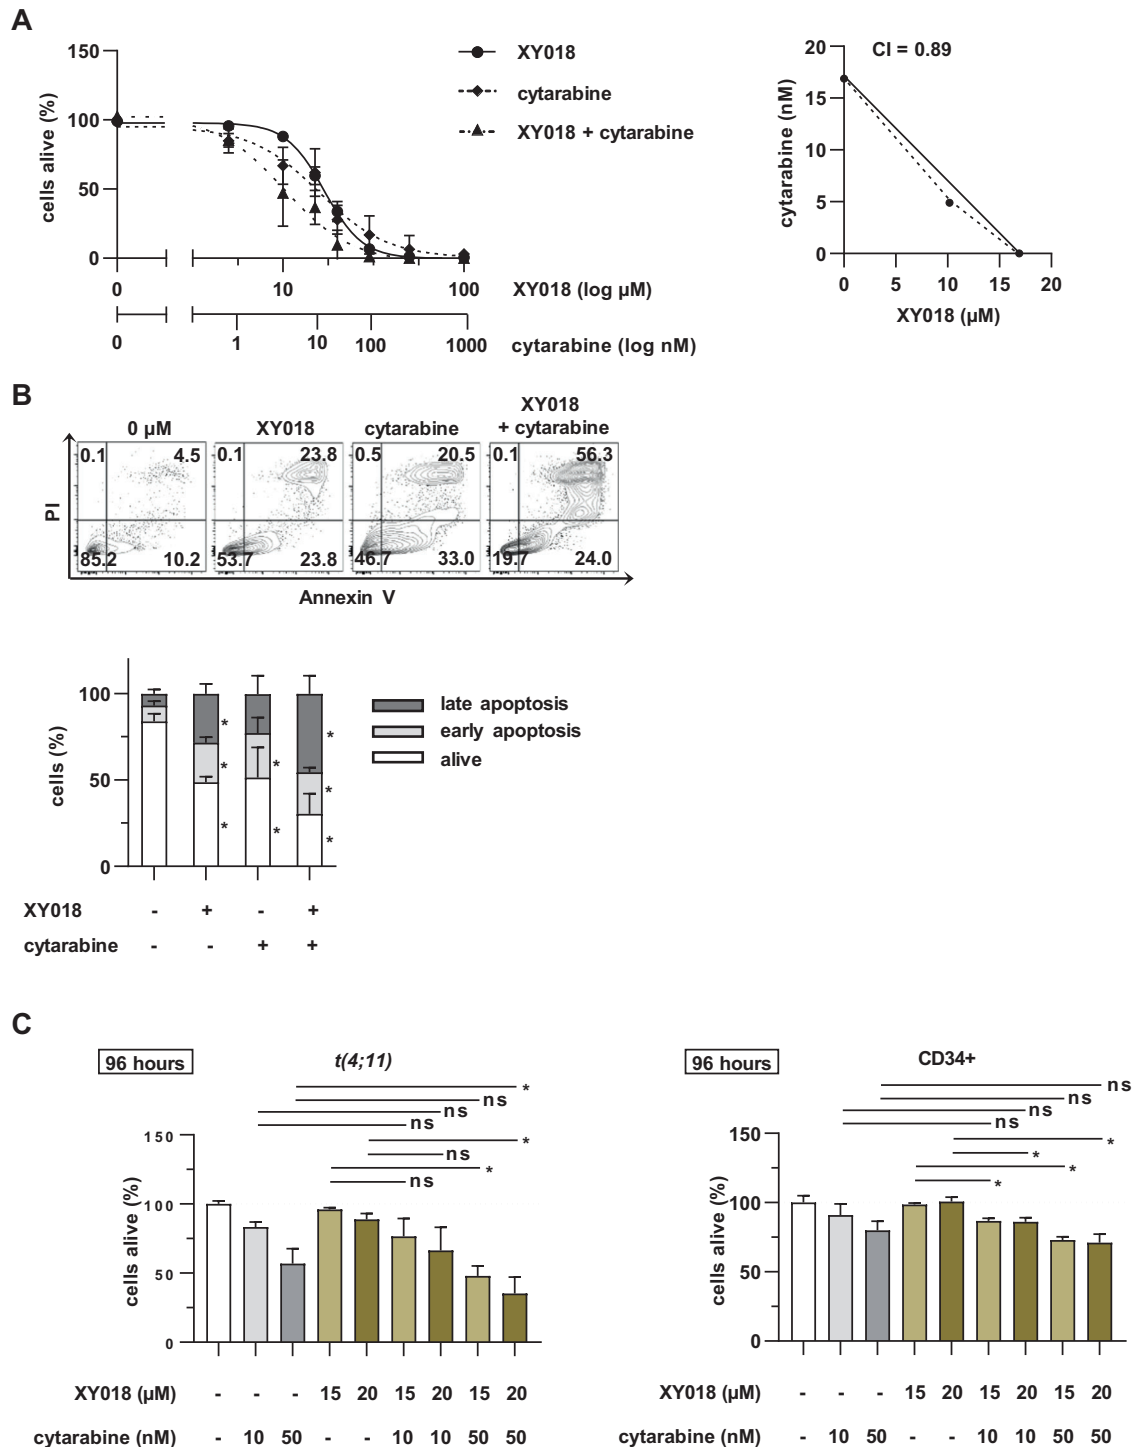 A
150
100
50
0
cells alive (%)
XY018
cytarabine
XY018 + cytarabine
0 10 100 XY018 (log µM)
0 1 10 100 1000 cytarabine (log nM)
CI = 0.89
20
15
10
5
0
cytarabine (nM)
0 5 10 15 20
XY018 (µM)
B
0 µM XY018 cytarabine XY018
+ cytarabine
0.1 4.5 0.1 23.8 0.5 20.5 0.1 56.3
PI
85.2 10.2 53.7 23.8 46.7 33.0 19.7 24.0
Annexin V
100
50
0
cells (%)
* * * * * * * *
late apoptosis
early apoptosis
alive
XY018 - + - +
cytarabine - - + +
C
96 hours t(4;11)
*
ns
ns
ns
*
ns
*
ns
150
100
50
0
cells alive (%)
XY018 (µM) - - - 15 20 15 20 15 20
cytarabine (nM) - 10 50 - - 10 10 50 50
96 hours CD34+
ns
ns
ns
ns
*
*
*
*
150
100
50
0
cells alive (%)
XY018 (µM) - - - 15 20 15 20 15 20
cytarabine (nM) - 10 50 - - 10 10 50 50